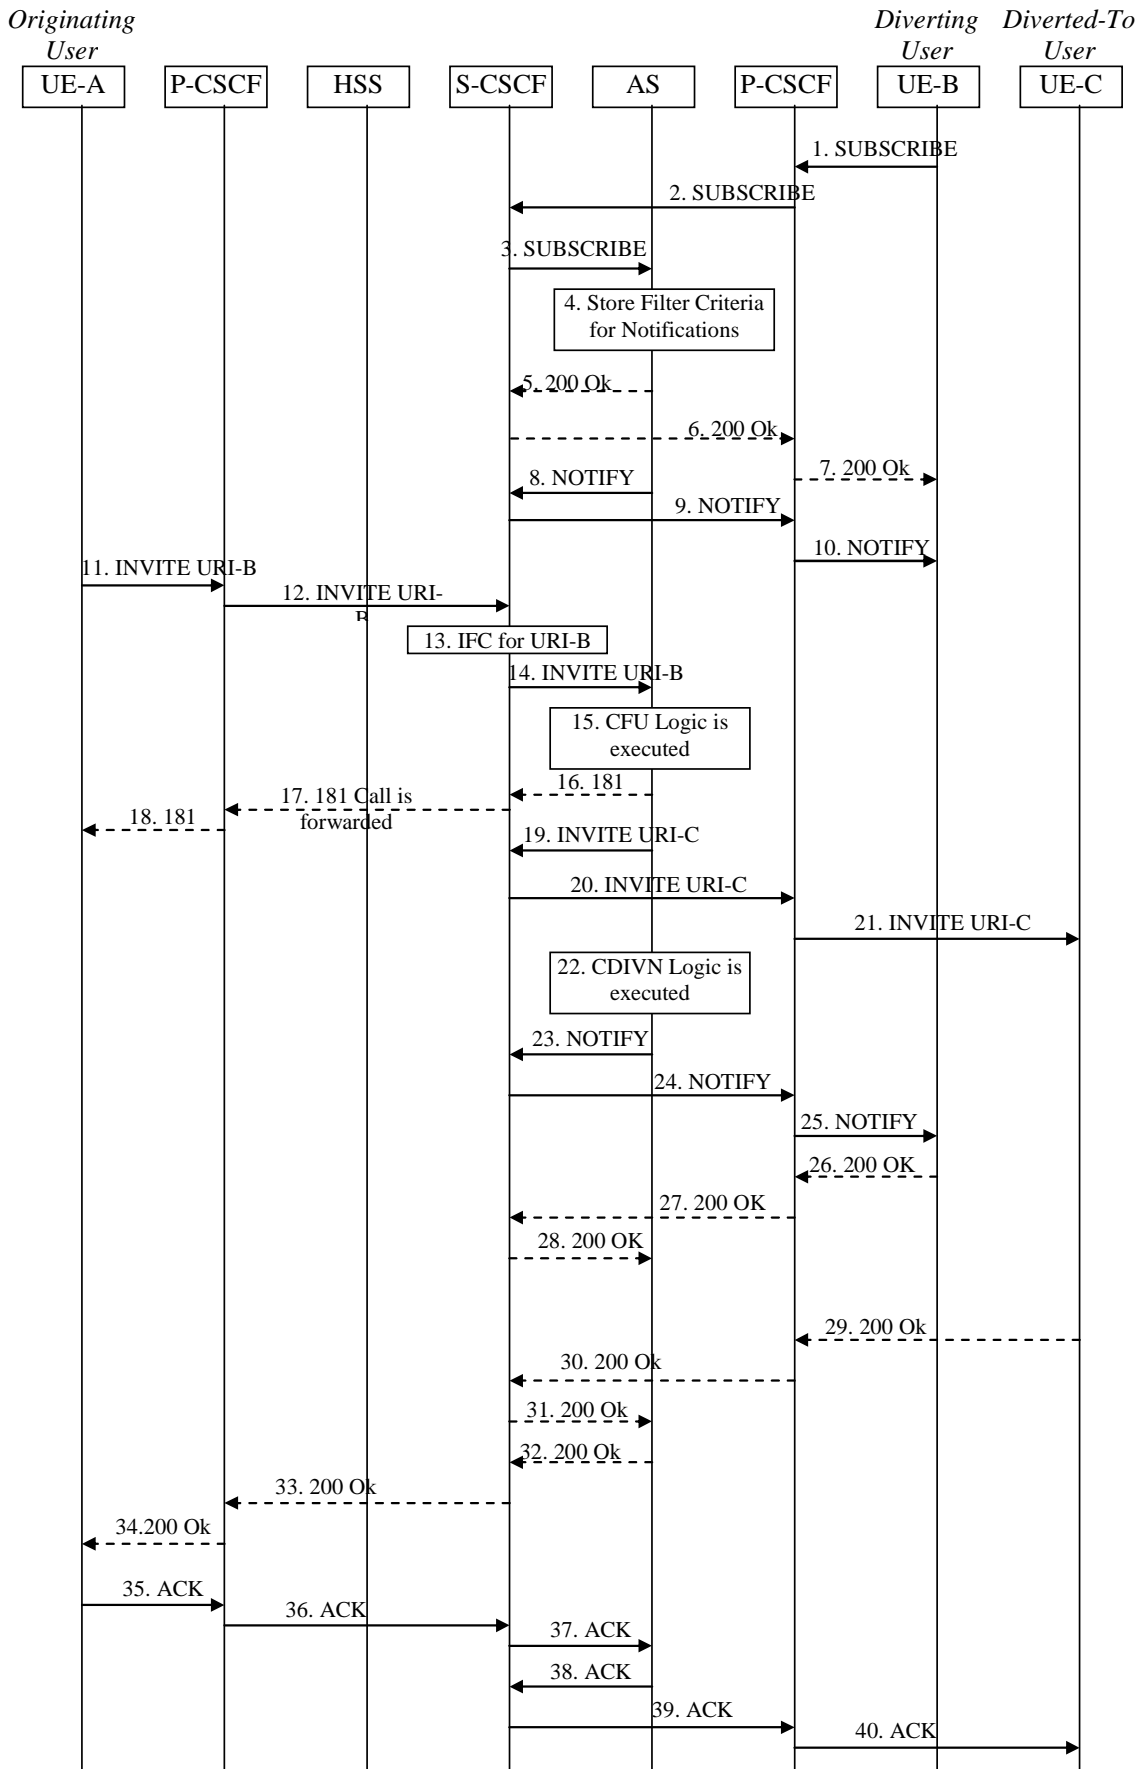 Originating
User
Diverting
User
Diverted-To
User
UE-A
P-CSCF
HSS
S-CSCF
AS
P-CSCF
UE-B
UE-C
1. SUBSCRIBE
2. SUBSCRIBE
3. SUBSCRIBE
4. Store Filter Criteria
for Notifications
5. 200 Ok
6. 200 Ok
7. 200 Ok
8. NOTIFY
9. NOTIFY
10. NOTIFY
11. INVITE URI-B
12. INVITE URI-
B
13. IFC for URI-B
14. INVITE URI-B
15. CFU Logic is
executed
16. 181
17. 181 Call is
forwarded
18. 181
19. INVITE URI-C
20. INVITE URI-C
21. INVITE URI-C
22. CDIVN Logic is
executed
23. NOTIFY
24. NOTIFY
25. NOTIFY
26. 200 OK
27. 200 OK
28. 200 OK
29. 200 Ok
30. 200 Ok
31. 200 Ok
32. 200 Ok
33. 200 Ok
34.200 Ok
35. ACK
36. ACK
37. ACK
38. ACK
39. ACK
40. ACK